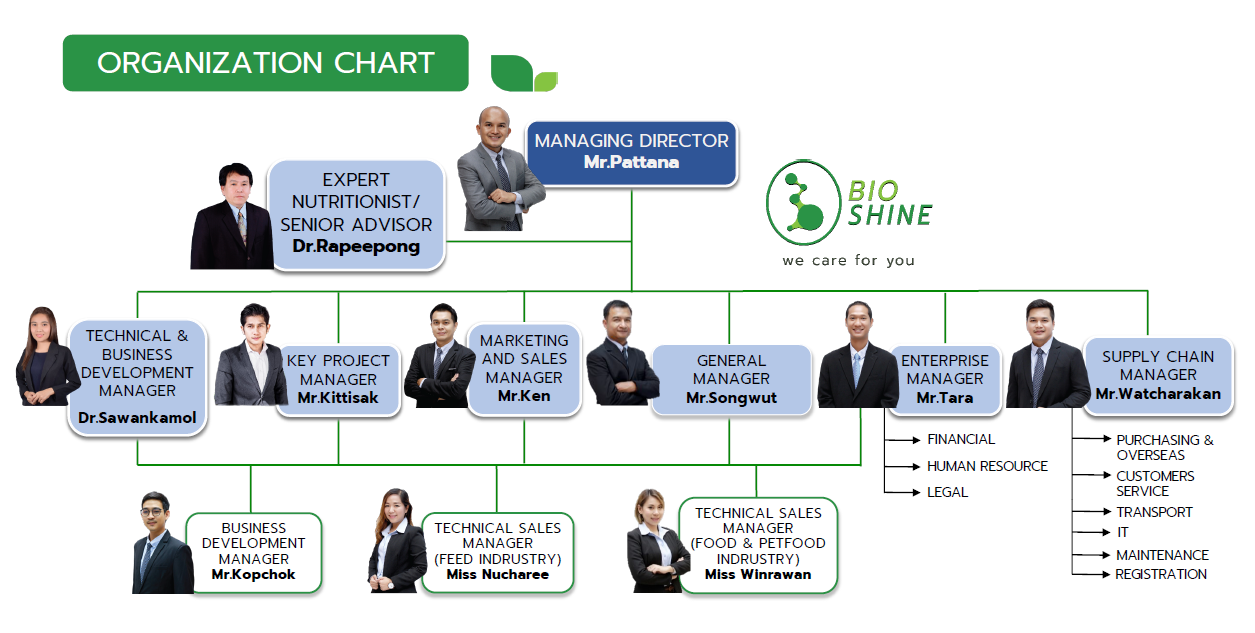 ORGANIZATION CHART
MANAGING DIRECTOR
Mr.Pattana
EXPERT
NUTRITIONIST/
SENIOR ADVISOR
Dr.Rapeepong
BIO
SHINE
we care for you
TECHNICAL &
BUSINESS
DEVELOPMENT
MANAGER
Dr.Sawankamol
KEY PROJECT
MANAGER
Mr.Kittisak
MARKETING
AND SALES
MANAGER
Mr.Ken
GENERAL
MANAGER
Mr.Songwut
ENTERPRISE
MANAGER
Mr.Tara
SUPPLY CHAIN
MANAGER
Mr.Watcharakan
FINANCIAL
HUMAN RESOURCE
LEGAL
PURCHASING &
OVERSEAS
CUSTOMERS
SERVICE
TRANSPORT
IT
MAINTENANCE
REGISTRATION
BUSINESS
DEVELOPMENT
MANAGER
Mr.Kopchok
TECHNICAL SALES
MANAGER
(FEED INDRUSTRY)
Miss Nucharee
TECHNICAL SALES
MANAGER
(FOOD & PETFOOD
INDRUSTRY)
Miss Winrawan